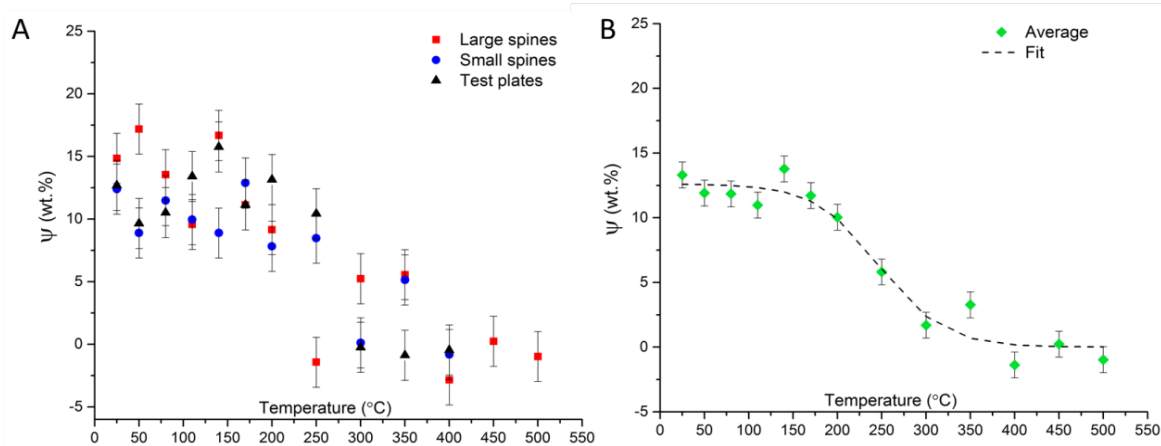 A
Large spines
Small spines
Test plates
25
20
15
10
5
0
-5
Ψ (wt.%)
Temperature (°C)
0 50 100 150 200 250 300 350 400 450 500 550
B
Average
Fit
25
20
15
10
5
0
-5
Ψ (wt.%)
Temperature (°C)
0 50 100 150 200 250 300 350 400 450 500 550